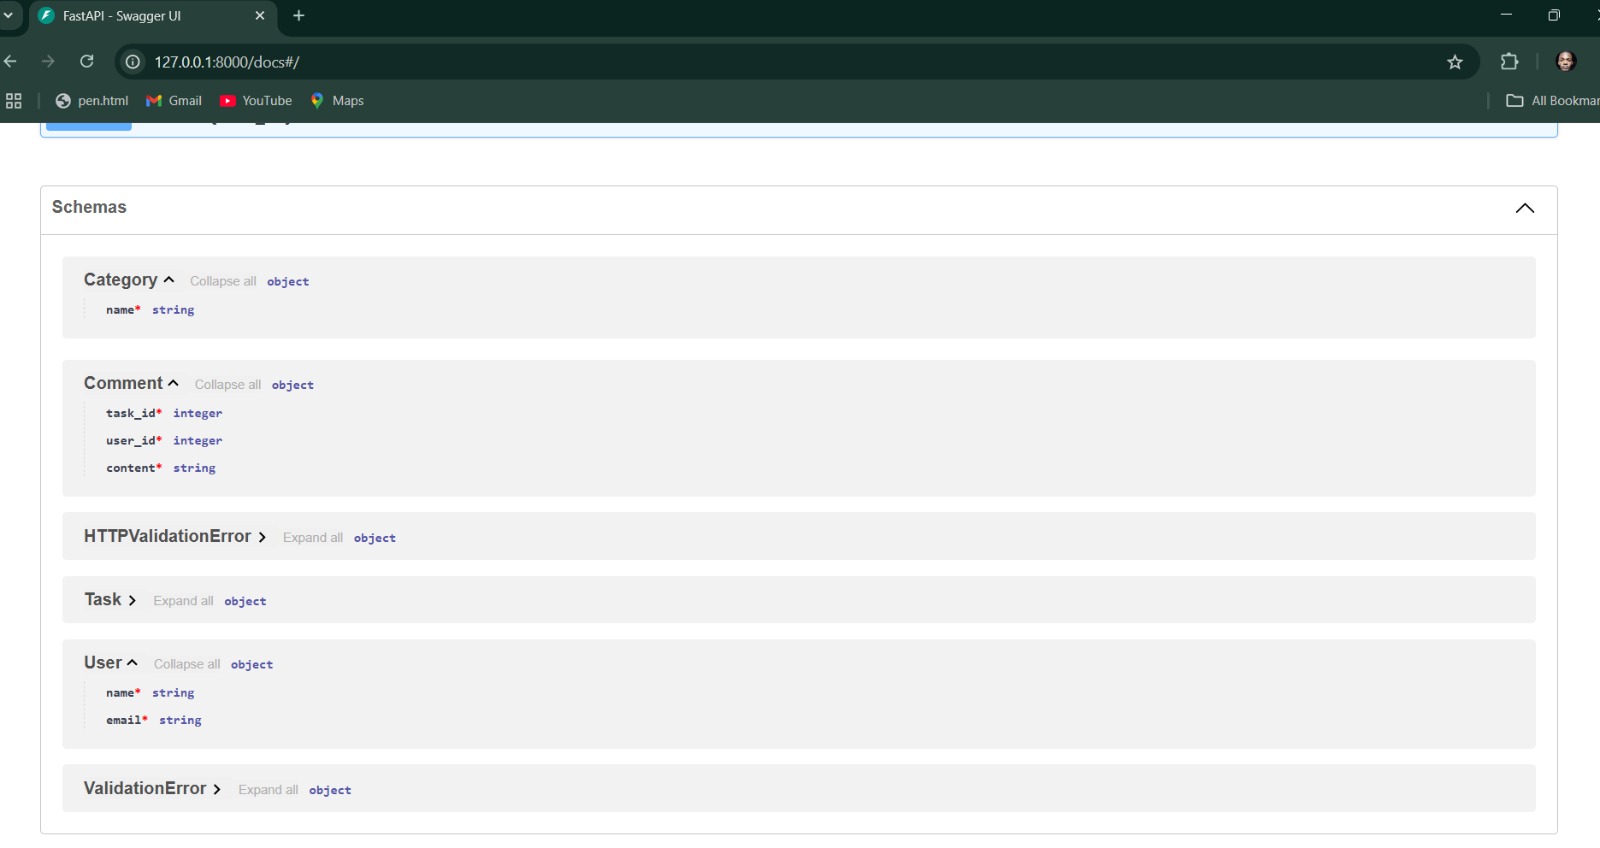 FastAPI - Swagger UI
127.0.0.1:8000/docs#/
pen.html Gmail YouTube Maps All Bookmar
Schemas
Category Collapse all object
name* string
Comment Collapse all object
task_id* integer
user_id* integer
content* string
HTTPValidationError Expand all object
Task Expand all object
User Collapse all object
name* string
email* string
ValidationError Expand all object